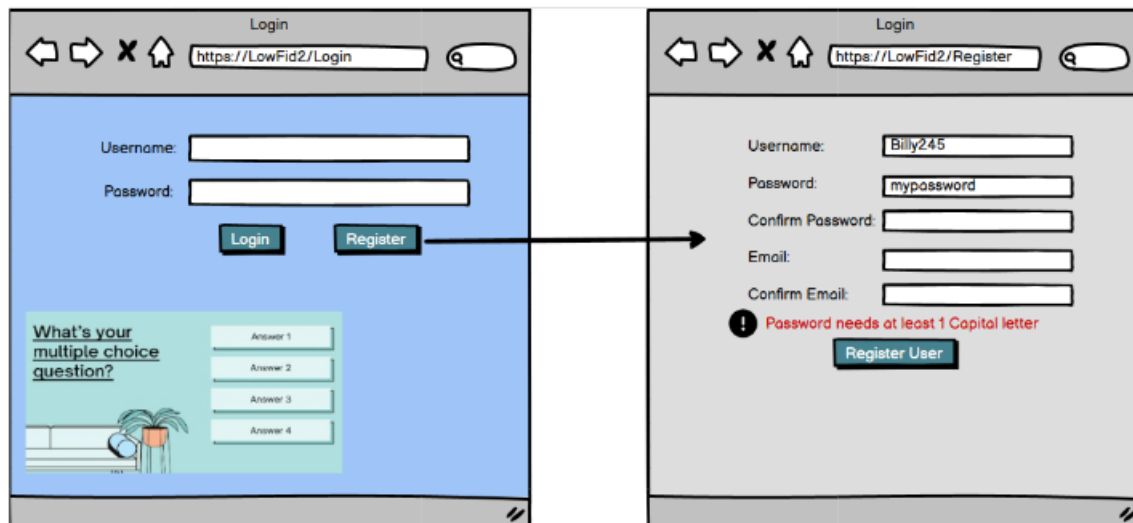 Login
https://LowFid2/Login
Username:
Password:
Login
Register
What's your
multiple choice
question?
Answer 1
Answer 2
Answer 3
Answer 4
Login
https://LowFid2/Register
Username:
Billy245
Password:
mypassword
Confirm Password:
Email:
Confirm Email:
Password needs at least 1 Capital letter
Register User